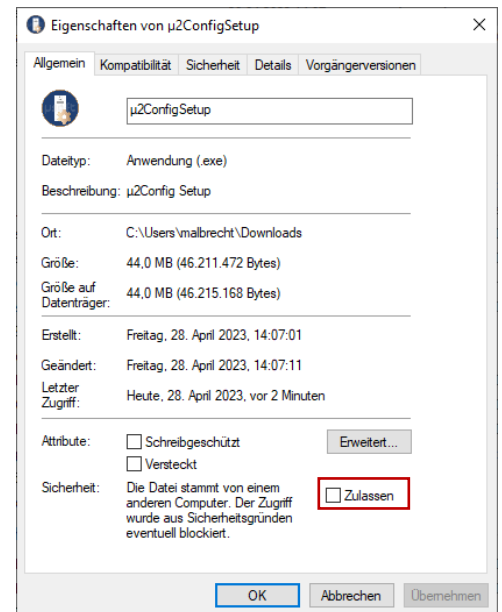 Eigenschaften von µ2ConfigSetup
Allgemein Kompatibilität Sicherheit Details Vorgängerversionen
µ2ConfigSetup
Dateityp: Anwendung (.exe)
Beschreibung: µ2Config Setup
Ort: C:\Users\malbrecht\Downloads
Größe: 44,0 MB (46.211.472 Bytes)
Größe auf
Datenträger: 44,0 MB (46.215.168 Bytes)
Erstellt: Freitag, 28. April 2023, 14:07:01
Geändert: Freitag, 28. April 2023, 14:07:11
Letzter
Zugriff: Heute, 28. April 2023, vor 2 Minuten
Attribute: Schreibgeschützt Erweitert...
Versteckt
Sicherheit: Die Datei stammt von einem
anderen Computer. Der Zugriff
wurde aus Sicherheitsgründen
eventuell blockiert.
Zulassen
OK Abbrechen Übernehmen